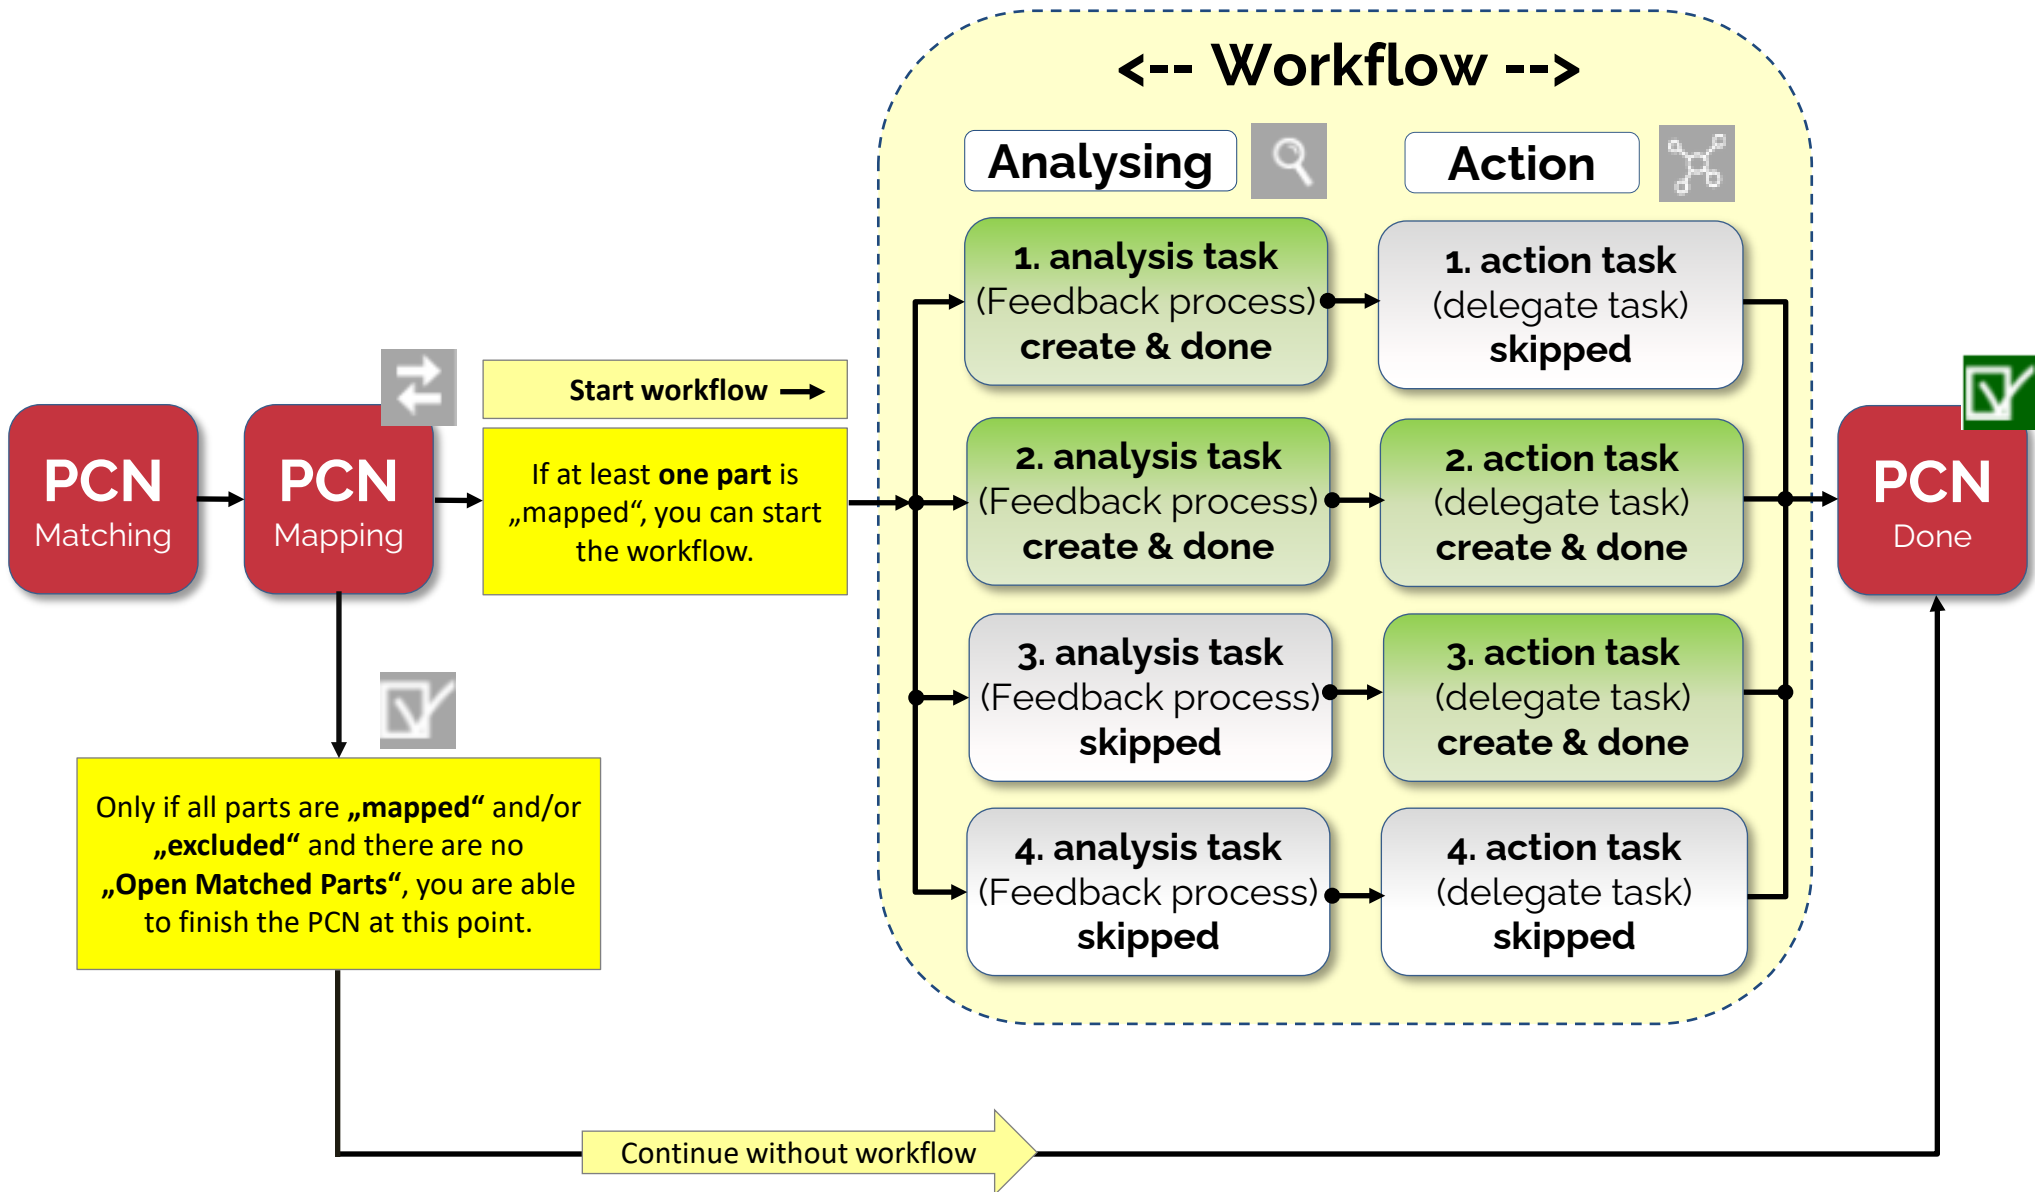 <-- Workflow -->
Analysing
Action
1. analysis task
(Feedback process)
create & done
1. action task
(delegate task)
skipped
Start workflow
PCN
Matching
PCN
Mapping
If at least one part is
„mapped“, you can start
the workflow.
2. analysis task
(Feedback process)
create & done
2. action task
(delegate task)
create & done
PCN
Done
3. analysis task
(Feedback process)
skipped
3. action task
(delegate task)
create & done
Only if all parts are „mapped“ and/or
„excluded“ and there are no
„Open Matched Parts“, you are able
to finish the PCN at this point.
4. analysis task
(Feedback process)
skipped
4. action task
(delegate task)
skipped
Continue without workflow